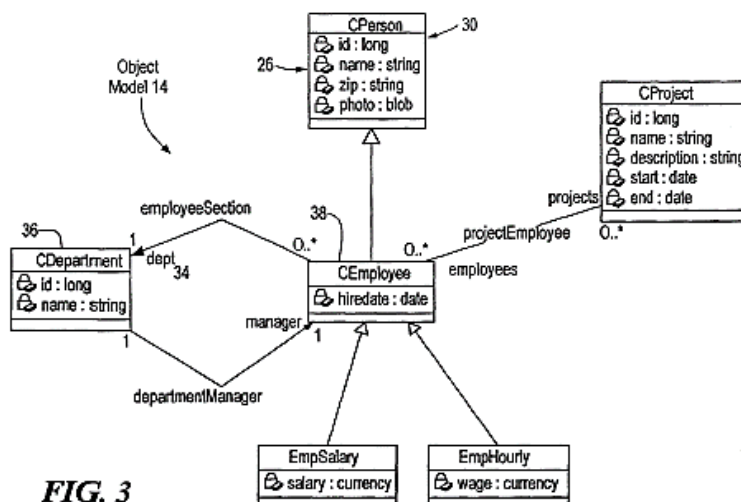 CPerson
30
id : long
26
name : string
zip : string
photo : blob
Object
Model 14
CProject
id : long
name : string
description : string
start : date
end : date
projects
0..*
employeeSection
38
projectEmployee
36
1
0..*
0..*
CDepartment
dept
34
CEmployee
employees
id : long
name : string
hiredate : date
manager
1
1
departmentManager
EmpSalary
EmpHourly
salary : currency
wage : currency
FIG. 3